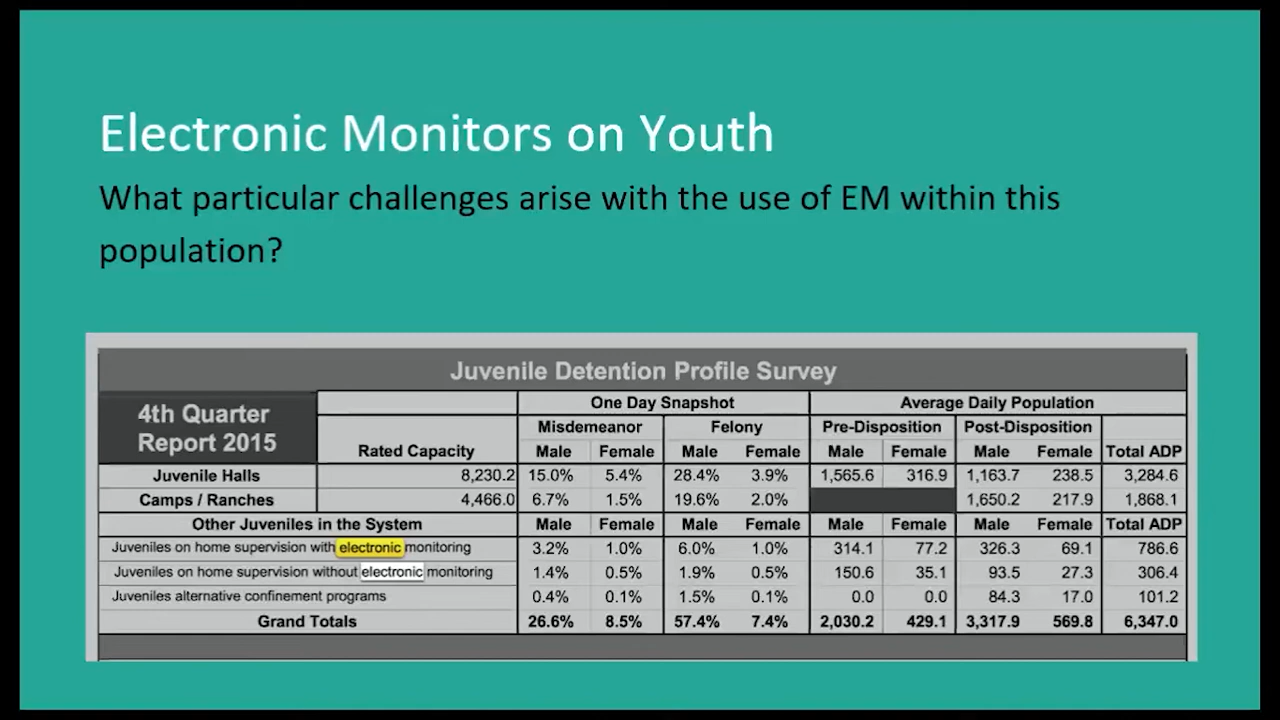 Electronic Monitors on Youth
What particular challenges arise with the use of EM within this
population?
Juvenile Detention Profile Survey
4th Quarter
Report 2015
One Day Snapshot Average Daily Population
Misdemeanor Felony Pre-Disposition Post-Disposition
Rated Capacity Male Female Male Female Male Female Male Female Total ADP
Juvenile Halls 8,230.2 15.0% 5.4% 28.4% 3.9% 1,565.6 316.9 1,163.7 238.5 3,284.6
Camps / Ranches 4,466.0 6.7% 1.5% 19.6% 2.0% 1,650.2 217.9 1,868.1
Other Juveniles in the System Male Female Male Female Male Female Male Female Total ADP
Juveniles on home supervision with electronic monitoring 3.2% 1.0% 6.0% 1.0% 314.1 77.2 326.3 69.1 786.6
Juveniles on home supervision without electronic monitoring 1.4% 0.5% 1.9% 0.5% 150.6 35.1 93.5 27.3 306.4
Juveniles alternative confinement programs 0.4% 0.1% 1.5% 0.1% 0.0 0.0 84.3 17.0 101.2
Grand Totals 26.6% 8.5% 57.4% 7.4% 2,030.2 429.1 3,317.9 569.8 6,347.0